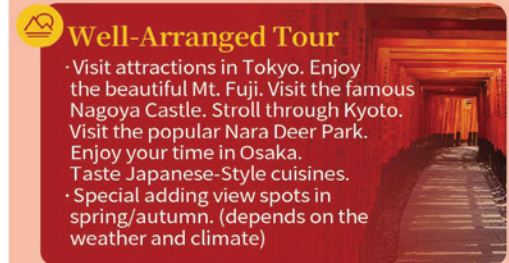 Well-Arranged Tour
·Visit attractions in Tokyo. Enjoy
the beautiful Mt. Fuji. Visit the famous
Nagoya Castle. Stroll through Kyoto.
Visit the popular Nara Deer Park.
Enjoy your time in Osaka.
Taste Japanese-Style cuisines.
·Special adding view spots in
spring/autumn. (depends on the
weather and climate)